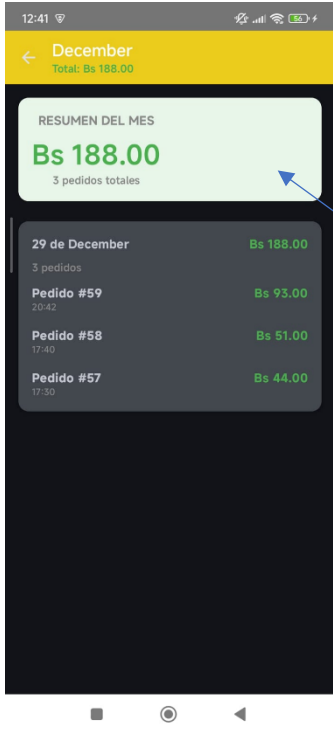 12:41
56
December
Total: Bs 188.00
RESUMEN DEL MES
Bs 188.00
3 pedidos totales
29 de December Bs 188.00
3 pedidos
Pedido #59 Bs 93.00
20:42
Pedido #58 Bs 51.00
17:40
Pedido #57 Bs 44.00
17:30